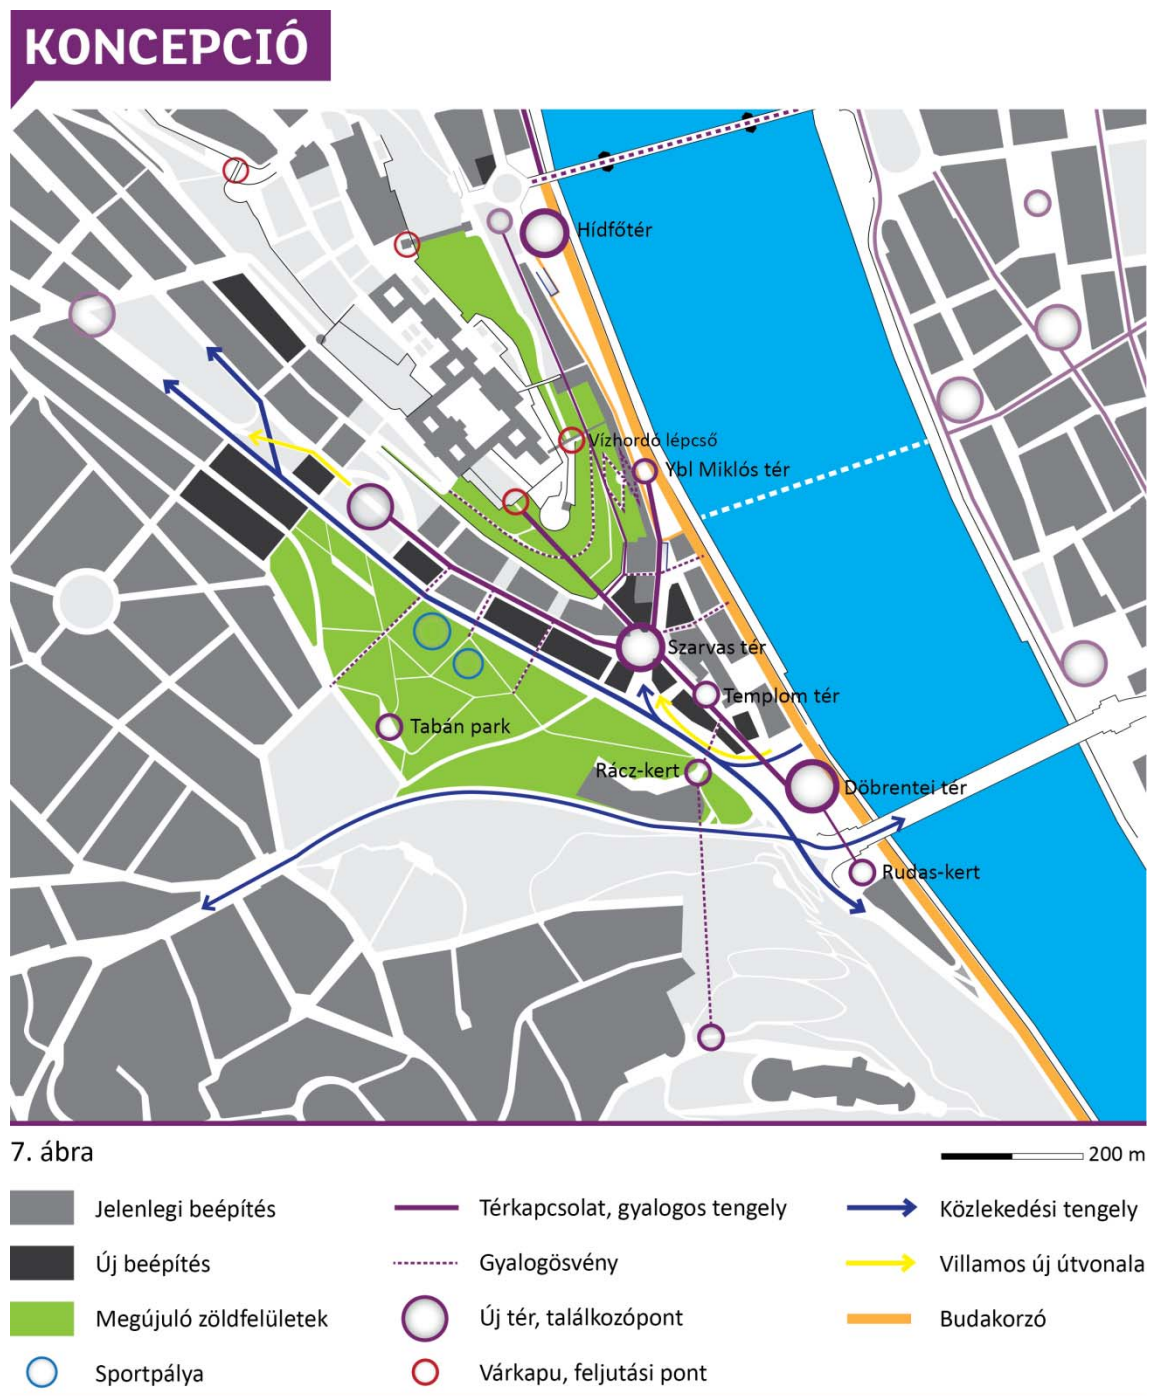 KONCEPCIÓ
Hídfőtér
Vízhordó lépcső
Ybl Miklós tér
Szarvas tér
Templom tér
Tabán park
Rácz-kert
Döbrentei tér
Rudas-kert
7. ábra
200 m
Jelenlegi beépítés
Térkapcsolat, gyalogos tengely
Közlekedési tengely
Új beépítés
Gyalogösvény
Villamos új útvonala
Megújuló zöldfelületek
Új tér, találkozópont
Budakorzó
Sportpálya
Várkapu, feljutási pont